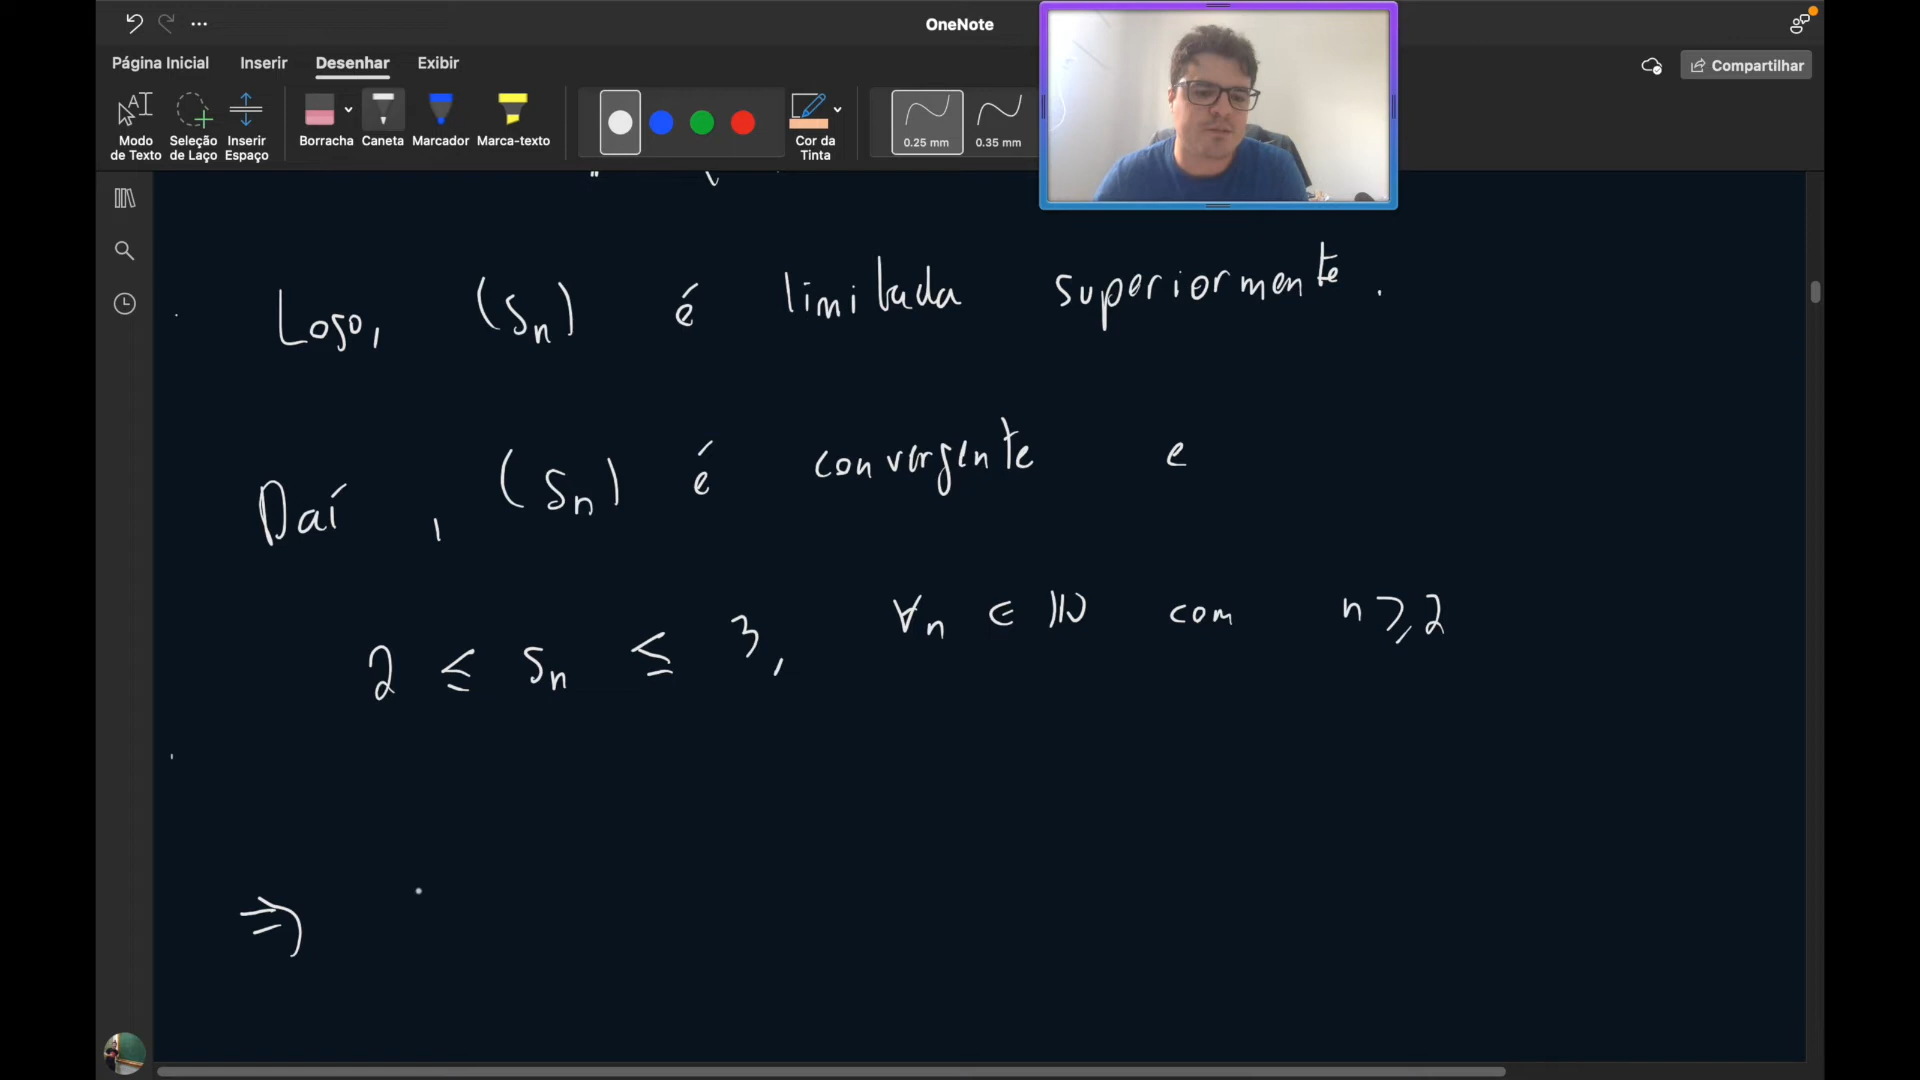 OneNote
Página Inicial Inserir Desenhar Exibir
Compartilhar
Modo de Texto Seleção de Laço Inserir Espaço Borracha Caneta Marcador Marca-texto Cor da Tinta 0.25 mm 0.35 mm
Logo, (Sn) é limitada superiormente.
Daí, (Sn) é convergente e
2 ≤ Sn ≤ 3, ∀n ∈ ℕ com n ≥ 2
⇒